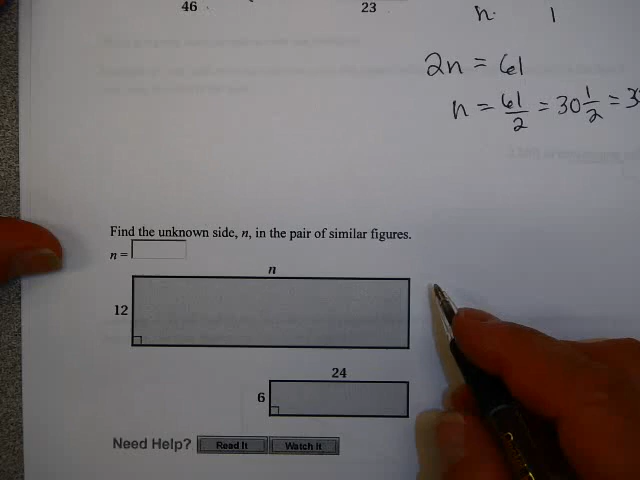 46 23
n 1
2n = 61
n = 61/2 = 30 1/2 = 3
Find the unknown side, n, in the pair of similar figures.
n =
n
12
24
6
Need Help? Read It Watch It